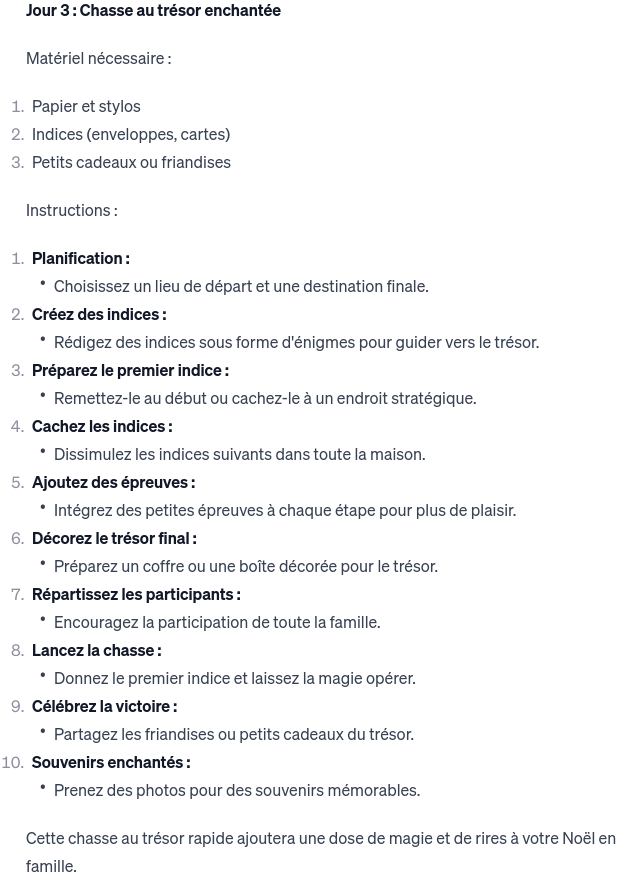 Jour 3 : Chasse au trésor enchantée
Matériel nécessaire :
1. Papier et stylos
2. Indices (enveloppes, cartes)
3. Petits cadeaux ou friandises
Instructions :
1. Planification :
• Choisissez un lieu de départ et une destination finale.
2. Créez des indices :
• Rédigez des indices sous forme d'énigmes pour guider vers le trésor.
3. Préparez le premier indice :
• Remettez-le au début ou cachez-le à un endroit stratégique.
4. Cachez les indices :
• Dissimulez les indices suivants dans toute la maison.
5. Ajoutez des épreuves :
• Intégrez des petites épreuves à chaque étape pour plus de plaisir.
6. Décorez le trésor final :
• Préparez un coffre ou une boîte décorée pour le trésor.
7. Répartissez les participants :
• Encouragez la participation de toute la famille.
8. Lancez la chasse :
• Donnez le premier indice et laissez la magie opérer.
9. Célébrez la victoire :
• Partagez les friandises ou petits cadeaux du trésor.
10. Souvenirs enchantés :
• Prenez des photos pour des souvenirs mémorables.
Cette chasse au trésor rapide ajoutera une dose de magie et de rires à votre Noël en
famille.